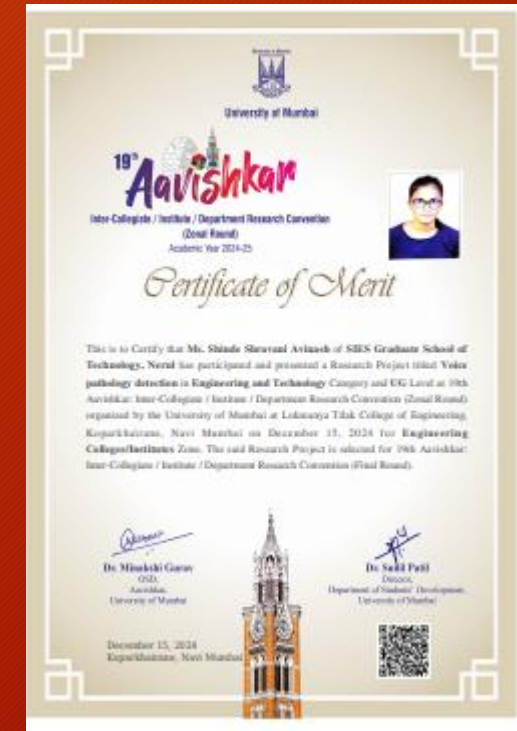 University of Mumbai
19th Aavishkar
Inter-Collegiate / Institute / Department Research Convention
(Zonal Round)
Academic Year 2024-25
Certificate of Merit
This is to Certify that Ms. Shinde Shravani Avinash of SIES Graduate School of
Technology, Nerul has participated and presented a Research Project titled Voice
pathology detection in Engineering and Technology Category and UG Level at 19th
Aavishkar: Inter-Collegiate / Institute / Department Research Convention (Zonal Round)
organized by the University of Mumbai at Lokmanya Tilak College of Engineering,
Koparkhairane, Navi Mumbai on December 15, 2024 for Engineering
Colleges/Institutes Zone. The said Research Project is selected for 19th Aavishkar:
Inter-Collegiate / Institute / Department Research Convention (Final Round).
Dr. Minakshi Gurav
OSD,
Aavishkar,
University of Mumbai
Dr. Sunil Patil
Director,
Department of Students' Development,
University of Mumbai
December 15, 2024
Koparkhairane, Navi Mumbai